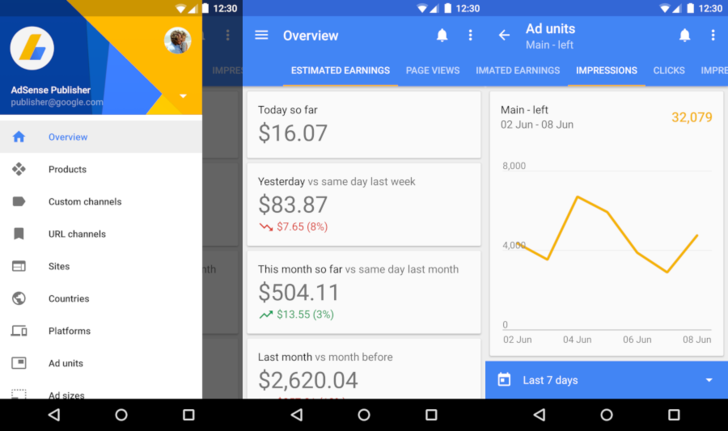 12:30
AdSense Publisher
publisher@google.com
Overview
Products
Custom channels
URL channels
Sites
Countries
Platforms
Ad units
Ad sizes
IMPRES
nth
12:30
Overview
ESTIMATED EARNINGS PAGE VIEWS
Today so far
$16.07
Yesterday vs same day last week
$83.87
$7.65 (8%)
This month so far vs same day last month
$504.11
$13.55 (3%)
Last month vs month before
$2,620.04
12:30
Ad units
Main - left
IMATED EARNINGS IMPRESSIONS CLICKS IMPRE
Main - left
02 Jun - 08 Jun
32,079
8,000
4,000
0
02 Jun 04 Jun 06 Jun 08 Jun
Last 7 days